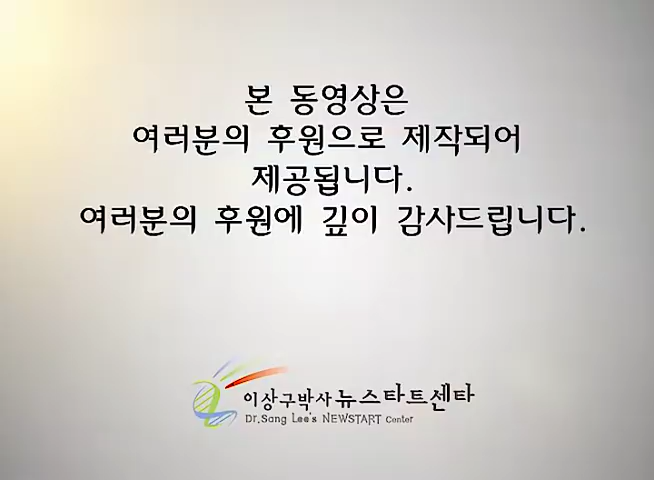 본 동영상은
여러분의 후원으로 제작되어
제공됩니다.
여러분의 후원에 깊이 감사드립니다.
이상구박사뉴스타트센타
Dr.Sang Lee's NEWSTART Center